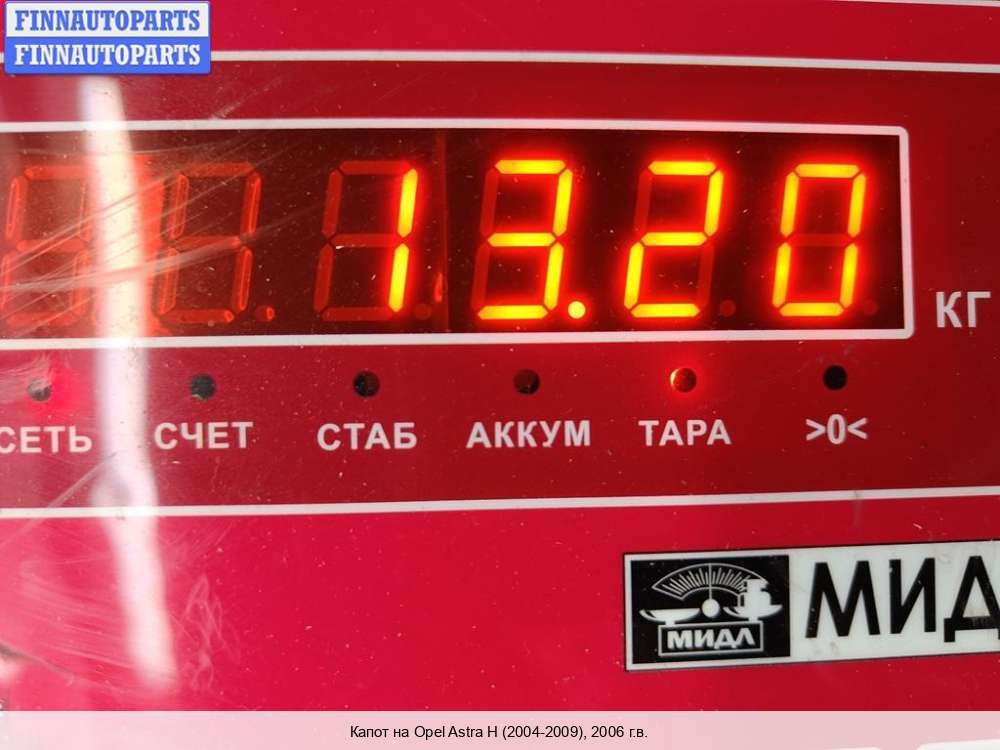 FINNAUTOPARTS
FINNAUTOPARTS
13.20
КГ
СЕТЬ СЧЕТ СТАБ АККУМ ТАРА >0<
МИДЛ
МИДЛ
Капот на Opel Astra H (2004-2009), 2006 г.в.